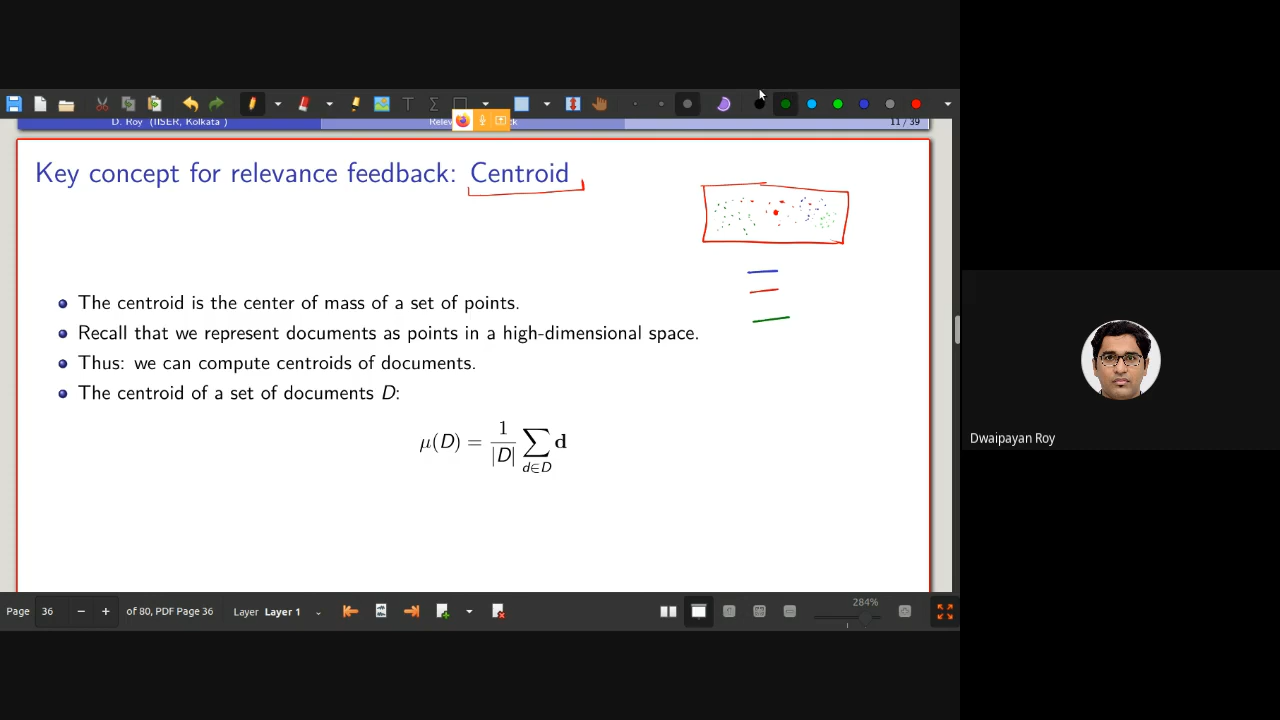 D. Roy (IISER, Kolkata )
11 / 39
Key concept for relevance feedback: Centroid
The centroid is the center of mass of a set of points.
Recall that we represent documents as points in a high-dimensional space.
Thus: we can compute centroids of documents.
The centroid of a set of documents D:
μ(D) = 1/|D| ∑ d∈D d
Dwaipayan Roy
Page 36 of 80, PDF Page 36 Layer Layer 1 284%